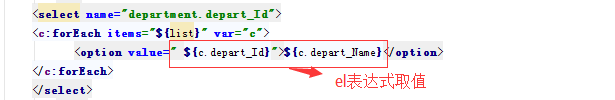 <select name="department.depart_Id">
<c:forEach items="${list}" var="c">
<option value=" ${c.depart_Id}">${c.depart_Name}</option>
</c:forEach>
</select>
el表达式取值